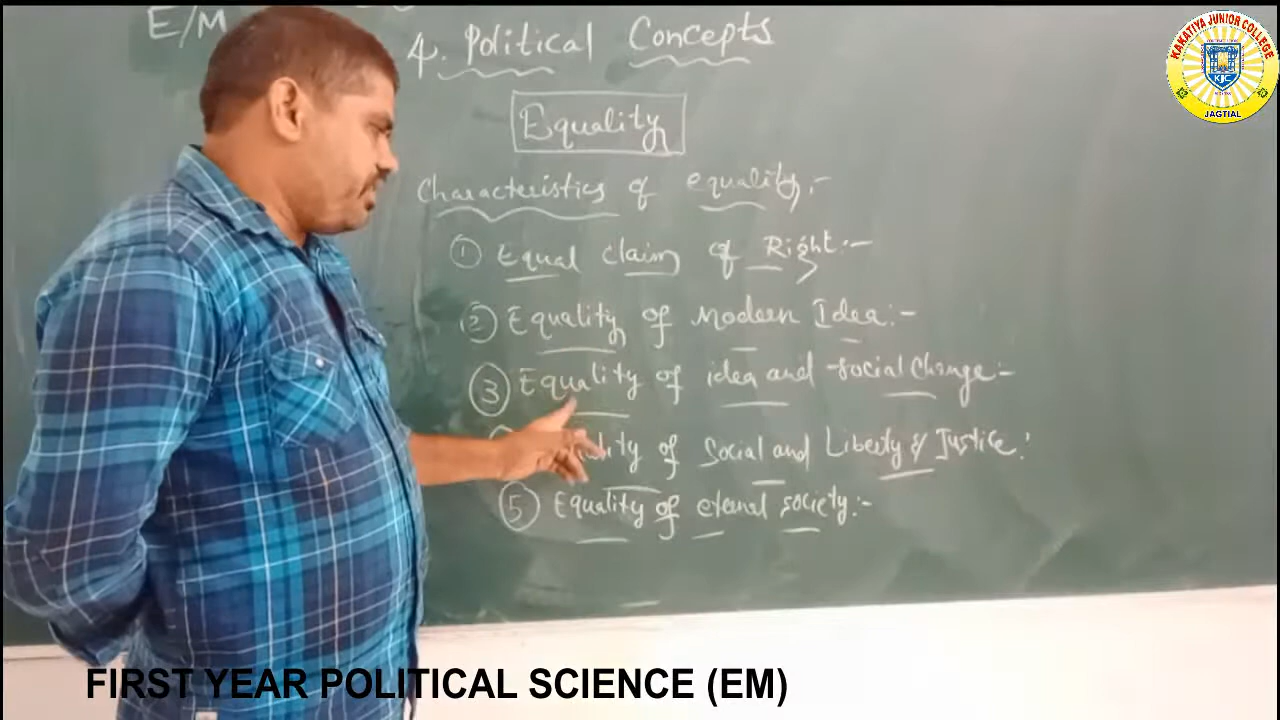 E/M
4. Political Concepts
Equality
Characteristics of equality:-
① Equal claim of Right:-
② Equality of Modern Idea:-
③ Equality of idea and social change:-
of Social and Liberty & Justice:
⑤ Equality of eternal society:-
KAKATIYA JUNIOR COLLEGE
KJC
JAGTIAL
FIRST YEAR POLITICAL SCIENCE (EM)